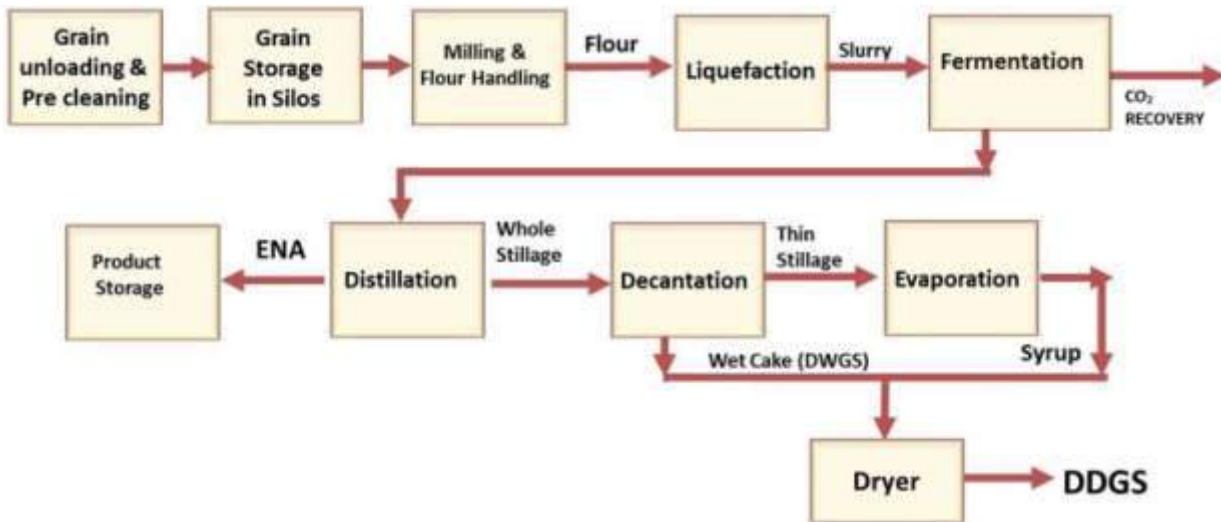 Grain
unloading &
Pre cleaning
Grain
Storage
in Silos
Milling &
Flour Handling
Flour
Liquefaction
Slurry
Fermentation
CO₂
RECOVERY
Product
Storage
ENA
Distillation
Whole
Stillage
Decantation
Thin
Stillage
Evaporation
Wet Cake (DWGS)
Syrup
Dryer
DDGS